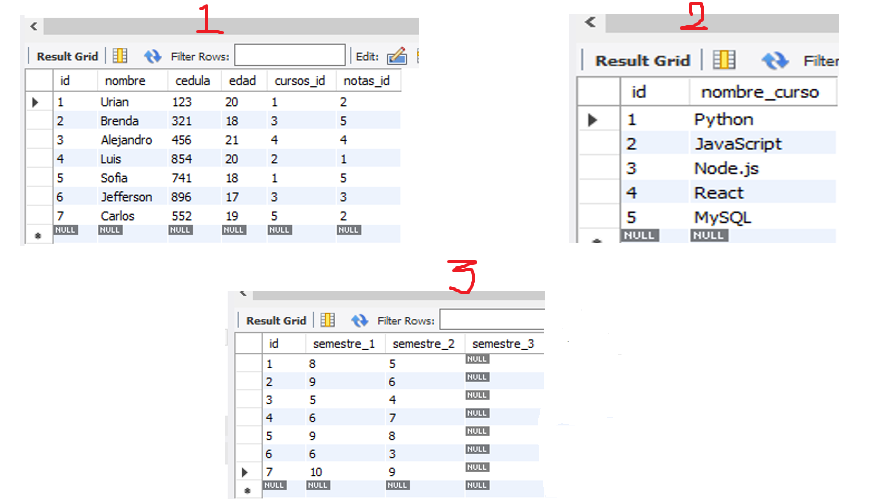 1
Result Grid Filter Rows: Edit:
id nombre cedula edad cursos_id notas_id
1 Urian 123 20 1 2
2 Brenda 321 18 3 5
3 Alejandro 456 21 4 4
4 Luis 854 20 2 1
5 Sofia 741 18 1 5
6 Jefferson 896 17 3 3
7 Carlos 552 19 5 2
NULL NULL NULL NULL NULL NULL
2
Result Grid Filter
id nombre_curso
1 Python
2 JavaScript
3 Node.js
4 React
5 MySQL
NULL NULL
3
Result Grid Filter Rows:
id semestre_1 semestre_2 semestre_3
1 8 5 NULL
2 9 6 NULL
3 5 4 NULL
4 6 7 NULL
5 9 8 NULL
6 6 3 NULL
7 10 9 NULL
NULL NULL NULL NULL